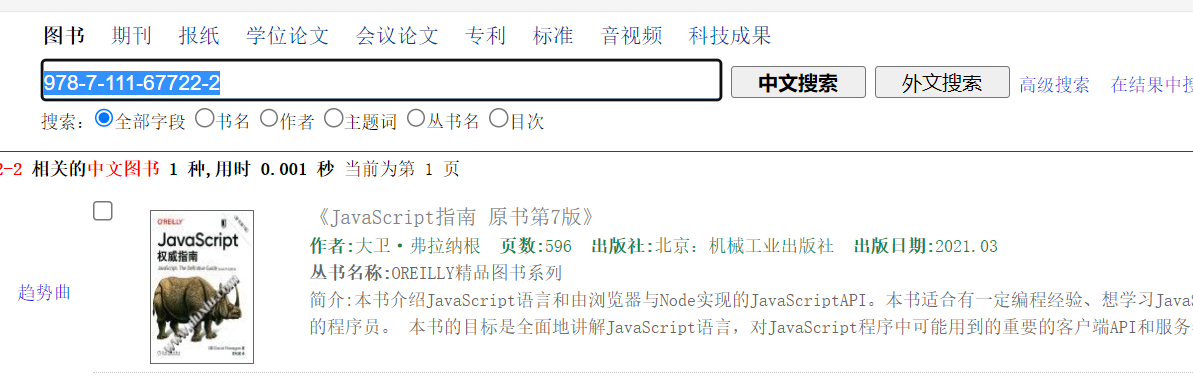 图书 期刊 报纸 学位论文 会议论文 专利 标准 音视频 科技成果
978-7-111-67722-2 中文搜索 外文搜索 高级搜索 在结果中搜
搜索: 全部字段 书名 作者 主题词 丛书名 目次
2-2 相关的中文图书 1 种,用时 0.001 秒 当前为第 1 页
《JavaScript指南 原书第7版》
作者:大卫·弗拉纳根 页数:596 出版社:北京：机械工业出版社 出版日期:2021.03
丛书名称:OREILLY精品图书系列
简介:本书介绍JavaScript语言和由浏览器与Node实现的JavaScriptAPI。本书适合有一定编程经验、想学习JavaS
的程序员。 本书的目标是全面地讲解JavaScript语言，对JavaScript程序中可能用到的重要的客户端API和服务
趋势曲
O'REILLY
JavaScript
权威指南
JavaScript: The Definitive Guide